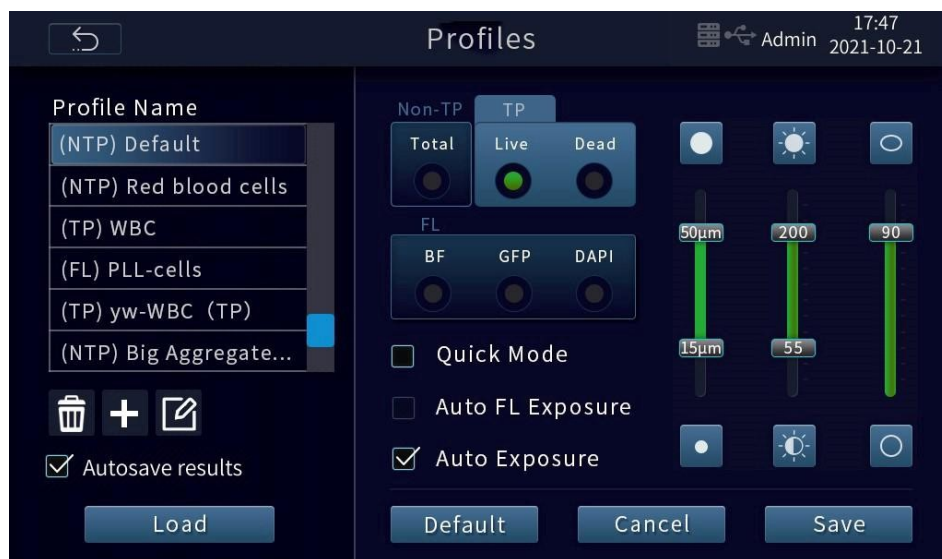 Profiles
Admin
17:47
2021-10-21
Profile Name
(NTP) Default
(NTP) Red blood cells
(TP) WBC
(FL) PLL-cells
(TP) yw-WBC（TP）
(NTP) Big Aggregate...
Autosave results
Load
Non-TP TP
Total Live Dead
FL
BF GFP DAPI
Quick Mode
Auto FL Exposure
Auto Exposure
50μm 200 90
15μm 55
Default Cancel Save